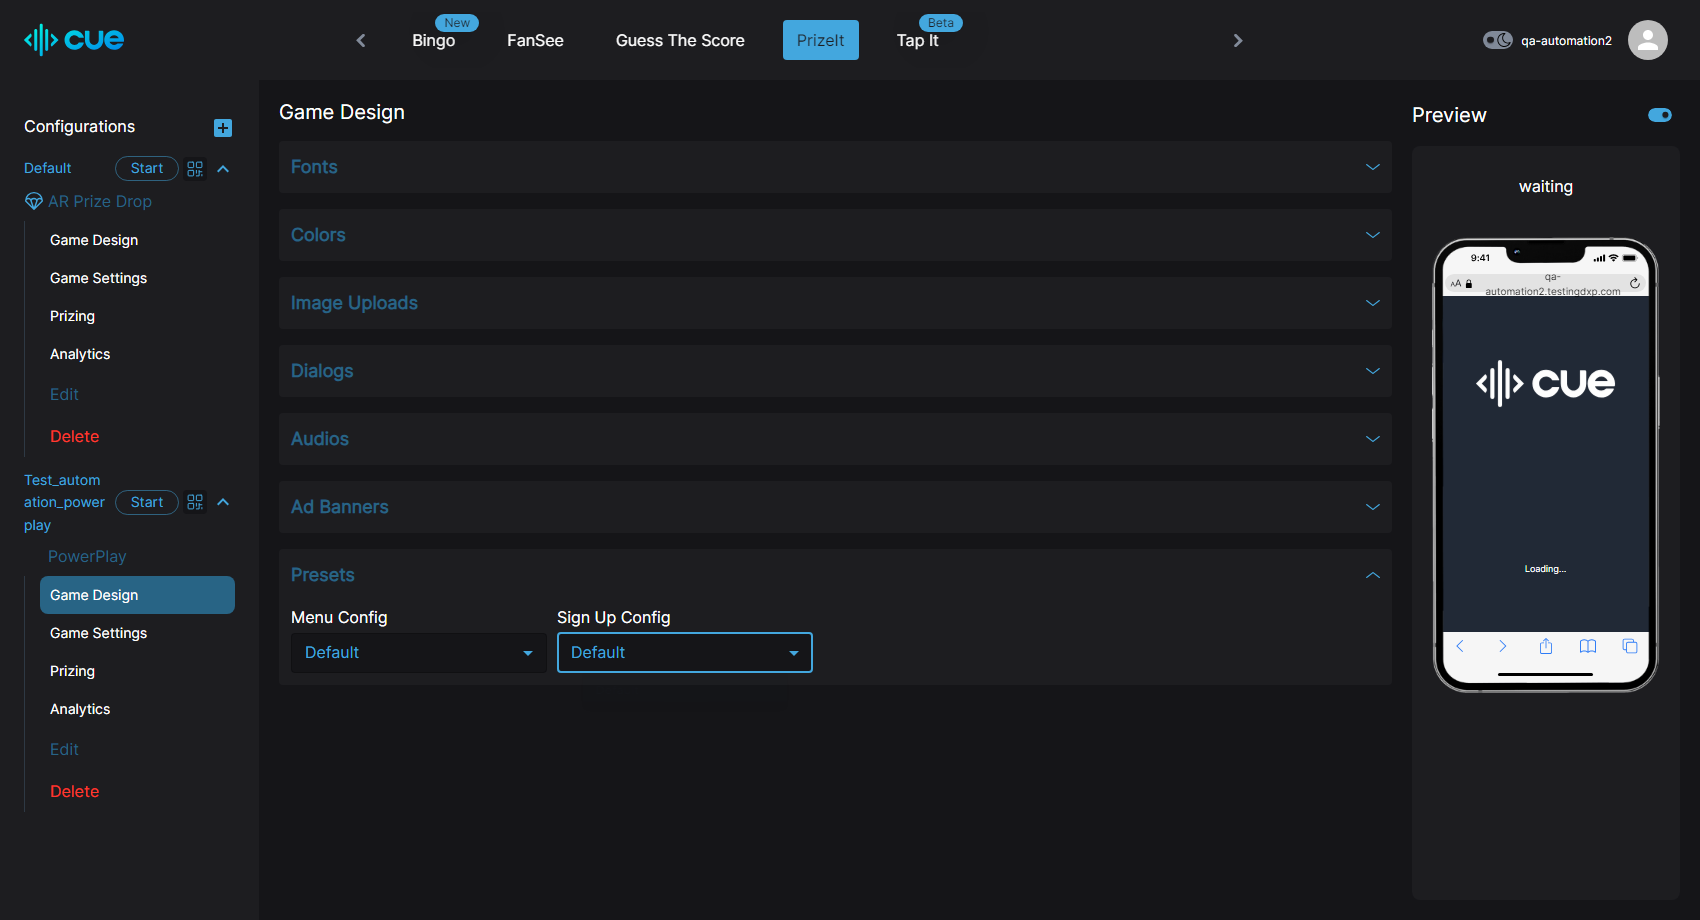 cue
Bingo
New
FanSee
Guess The Score
PrizeIt
Tap It
Beta
qa-automation2
Configurations
Default
Start
AR Prize Drop
Game Design
Game Settings
Prizing
Analytics
Edit
Delete
Test_autom
ation_power
play
Start
PowerPlay
Game Design
Game Settings
Prizing
Analytics
Edit
Delete
Game Design
Fonts
Colors
Image Uploads
Dialogs
Audios
Ad Banners
Presets
Menu Config
Default
Sign Up Config
Default
Preview
waiting
9:41
AA
qa-
automation2.testingdxp.com
cue
Loading...